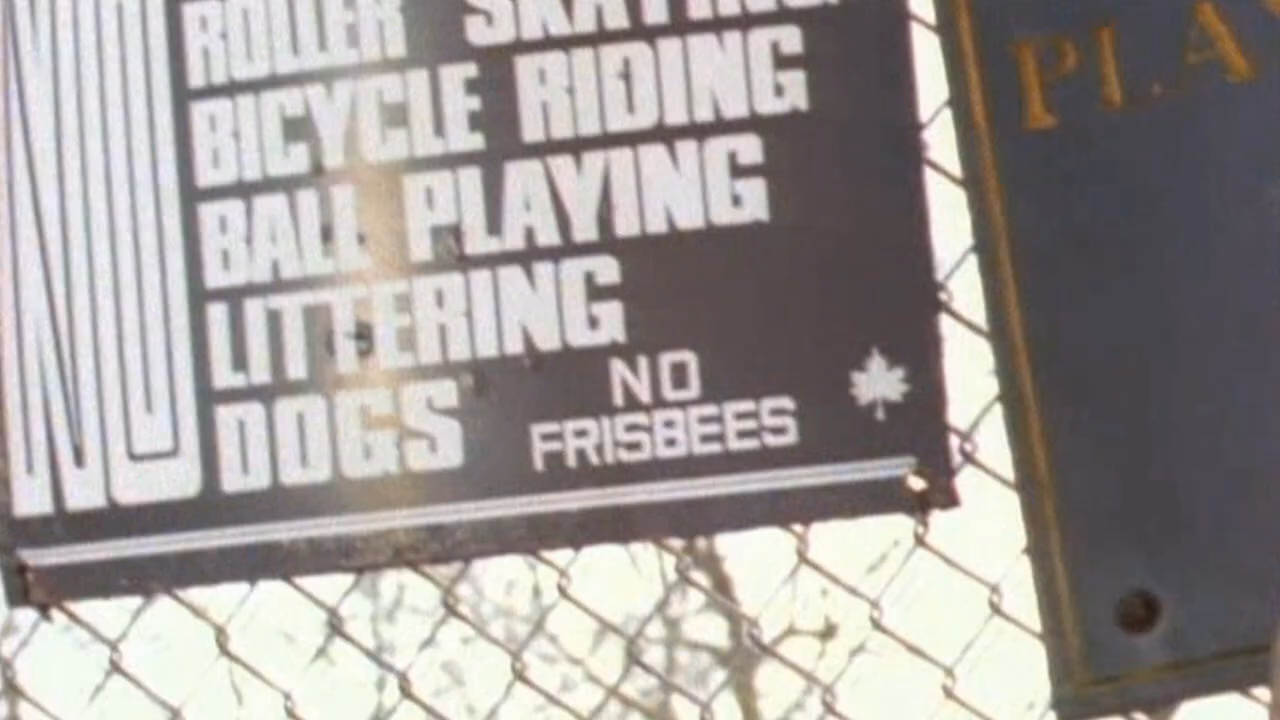 NO
ROLLER SKATING
BICYCLE RIDING
BALL PLAYING
LITTERING
DOGS
NO
FRISBEES
PLA